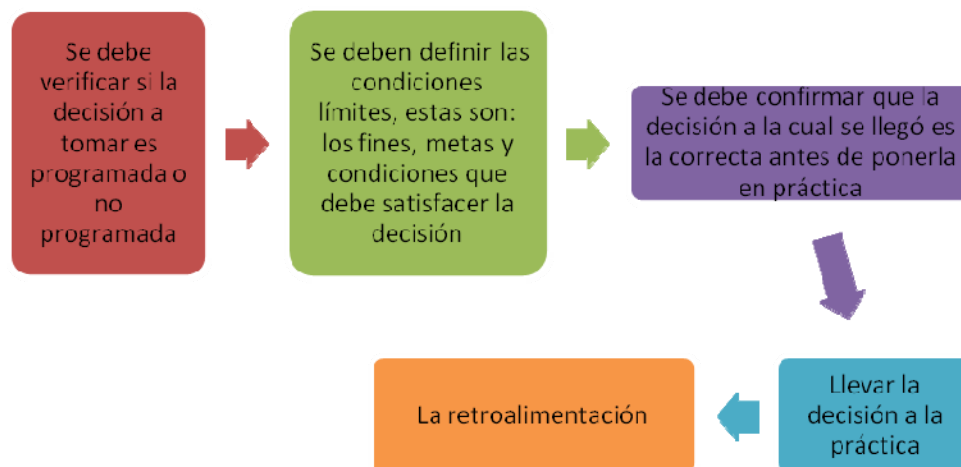 Se debe
verificar si la
decisión a
tomar es
programada o
no
programada
Se deben definir las
condiciones
límites, estas son:
los fines, metas y
condiciones que
debe satisfacer la
decisión
Se debe confirmar que la
decisión a la cual se llegó es
la correcta antes de ponerla
en práctica
Llevar la
decisión a la
práctica
La retroalimentación